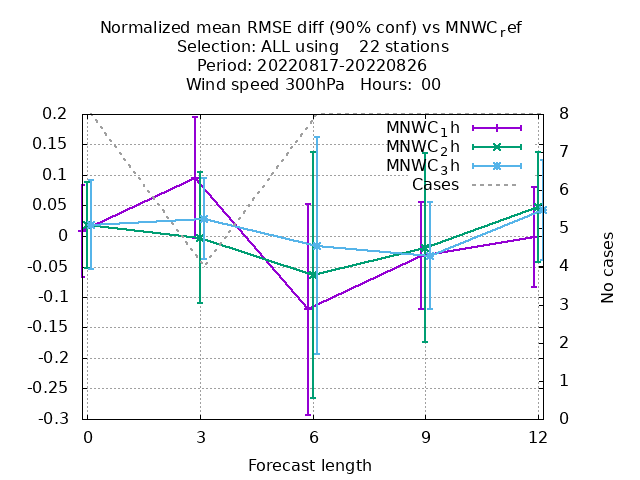 Normalized mean RMSE diff (90% conf) vs MNWC_ref
Selection: ALL using    22 stations
Period: 20220817-20220826
Wind speed 300hPa   Hours:  00
0.2
0.15
0.1
0.05
0
-0.05
-0.1
-0.15
-0.2
-0.25
-0.3
MNWC_1h
MNWC_2h
MNWC_3h
Cases
8
7
6
5
4
3
2
1
0
No cases
0 3 6 9 12
Forecast length